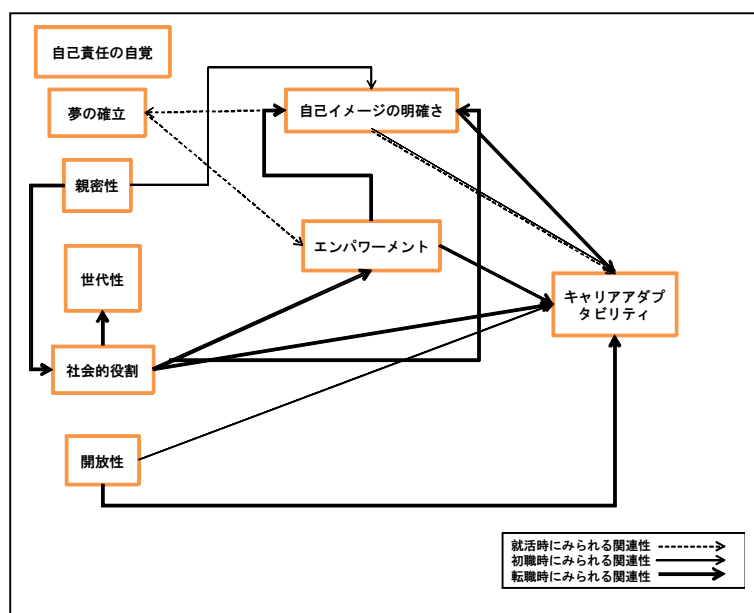 自己責任の自覚
夢の確立
自己イメージの明確さ
親密性
エンパワーメント
世代性
キャリアアダプ
タビリティ
社会的役割
開放性
就活時にみられる関連性
初職時にみられる関連性
転職時にみられる関連性